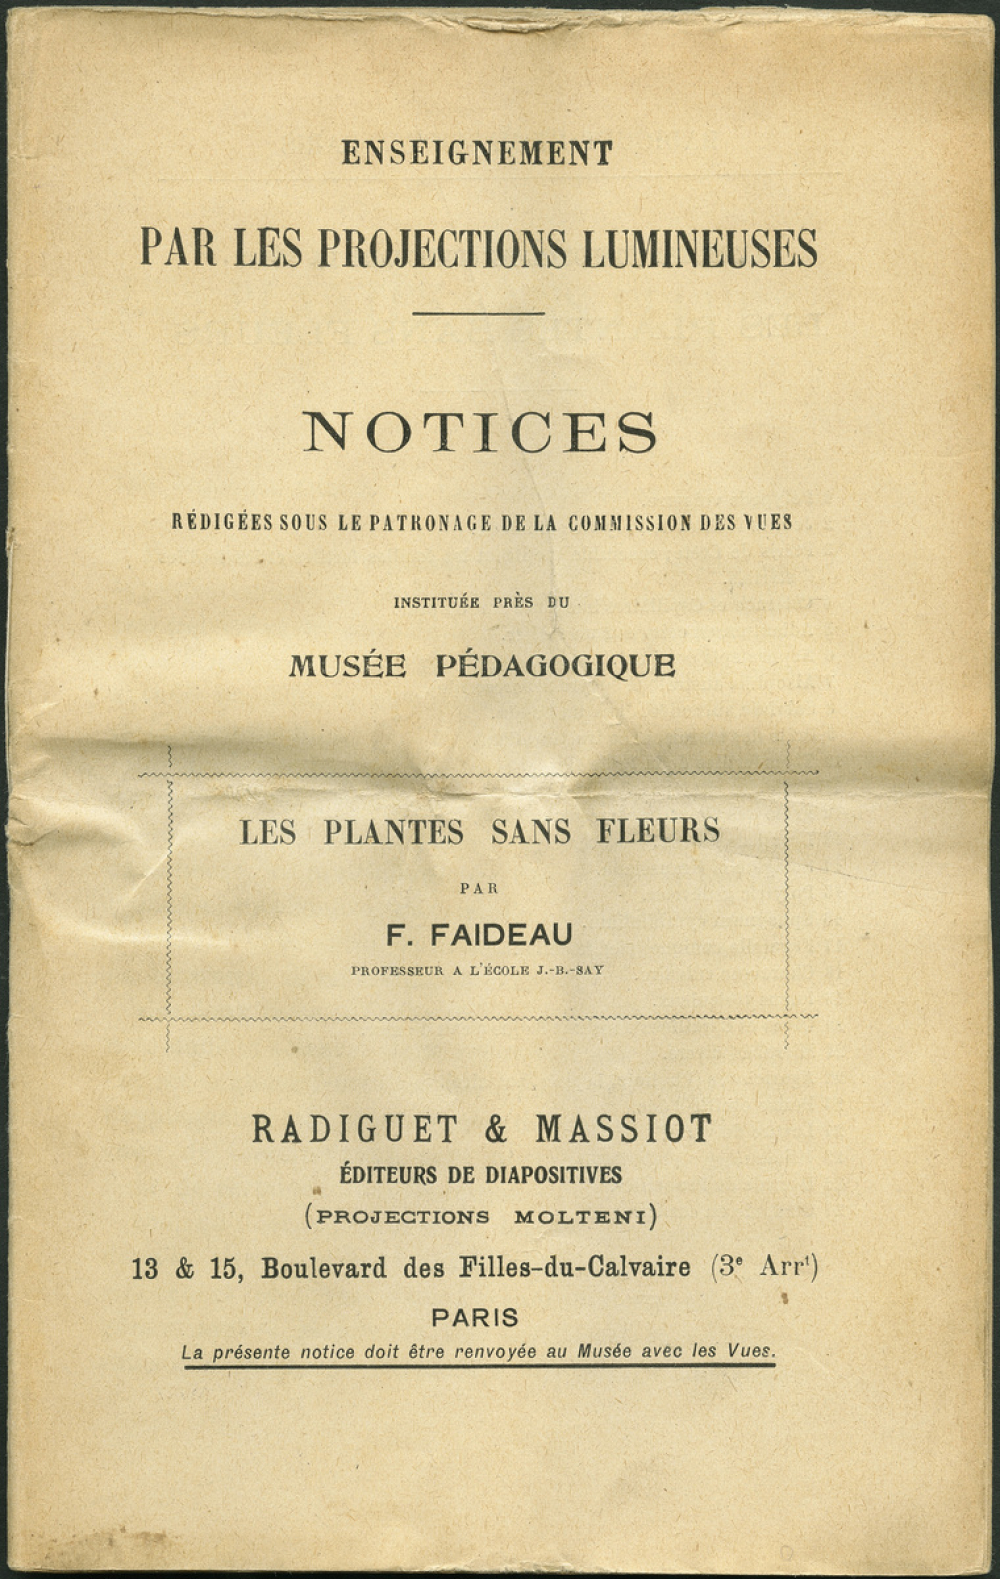 ENSEIGNEMENT
PAR LES PROJECTIONS LUMINEUSES
NOTICES
RÉDIGÉES SOUS LE PATRONAGE DE LA COMMISSION DES VUES
INSTITUÉE PRÈS DU
MUSÉE PÉDAGOGIQUE
LES PLANTES SANS FLEURS
PAR
F. FAIDEAU
PROFESSEUR A L'ÉCOLE J.-B.-SAY
RADIGUET & MASSIOT
ÉDITEURS DE DIAPOSITIVES
(PROJECTIONS MOLTENI)
13 & 15, Boulevard des Filles-du-Calvaire (3e Arrt)
PARIS
La présente notice doit être renvoyée au Musée avec les Vues.